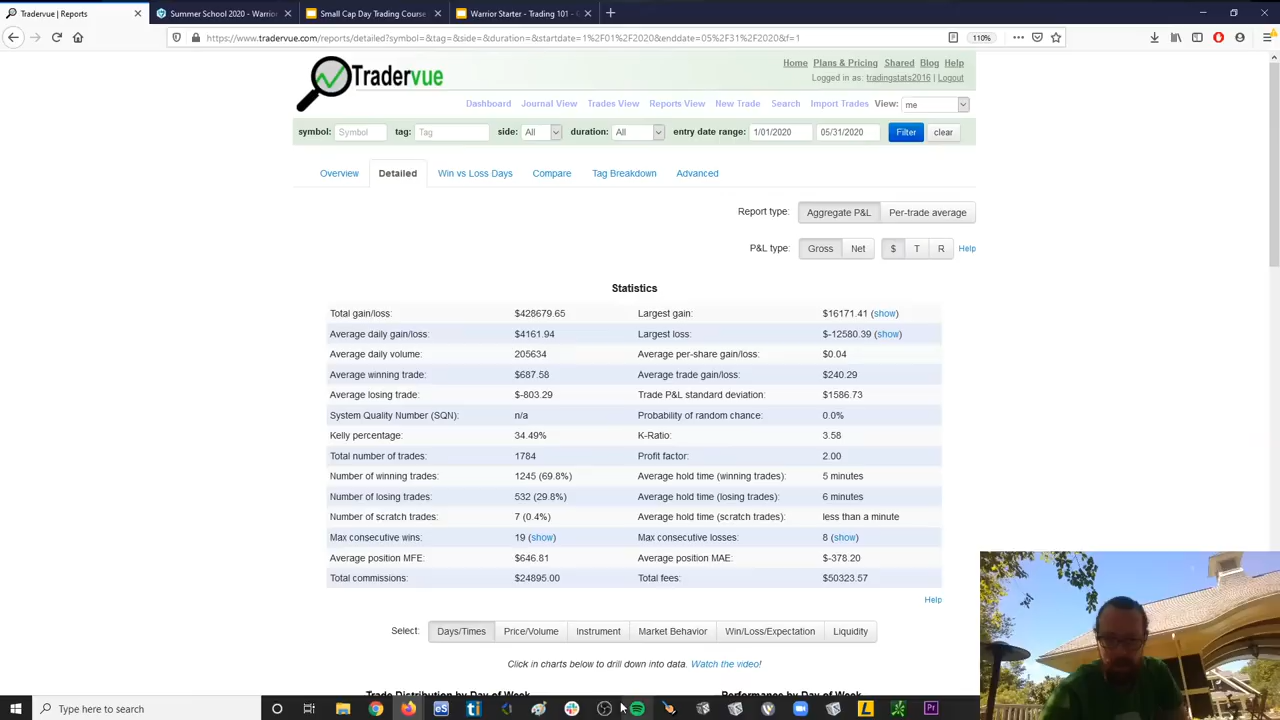 Tradervue | Reports
Summer School 2020 - Warrior
Small Cap Day Trading Course
Warrior Starter - Trading 101 - G
https://www.tradervue.com/reports/detailed?symbol=&tag=&side=&duration=&startdate=1%2F01%2F2020&enddate=05%2F31%2F2020&f=1
110%
Tradervue
Home Plans & Pricing Shared Blog Help
Logged in as: tradingstats2016 | Logout
Dashboard Journal View Trades View Reports View New Trade Search Import Trades View: me
symbol: Symbol tag: Tag side: All duration: All entry date range: 1/01/2020 05/31/2020 Filter clear
Overview Detailed Win vs Loss Days Compare Tag Breakdown Advanced
Report type: Aggregate P&L Per-trade average
P&L type: Gross Net $ T R Help
Statistics
Total gain/loss: $428679.65 Largest gain: $16171.41 (show)
Average daily gain/loss: $4161.94 Largest loss: $-12580.39 (show)
Average daily volume: 205634 Average per-share gain/loss: $0.04
Average winning trade: $687.58 Average trade gain/loss: $240.29
Average losing trade: $-803.29 Trade P&L standard deviation: $1586.73
System Quality Number (SQN): n/a Probability of random chance: 0.0%
Kelly percentage: 34.49% K-Ratio: 3.58
Total number of trades: 1784 Profit factor: 2.00
Number of winning trades: 1245 (69.8%) Average hold time (winning trades): 5 minutes
Number of losing trades: 532 (29.8%) Average hold time (losing trades): 6 minutes
Number of scratch trades: 7 (0.4%) Average hold time (scratch trades): less than a minute
Max consecutive wins: 19 (show) Max consecutive losses: 8 (show)
Average position MFE: $646.81 Average position MAE: $-378.20
Total commissions: $24895.00 Total fees: $50323.57
Help
Select: Days/Times Price/Volume Instrument Market Behavior Win/Loss/Expectation Liquidity
Click in charts below to drill down into data. Watch the video!
Trade Distribution by Day of Week Performance by Day of Week
Type here to search